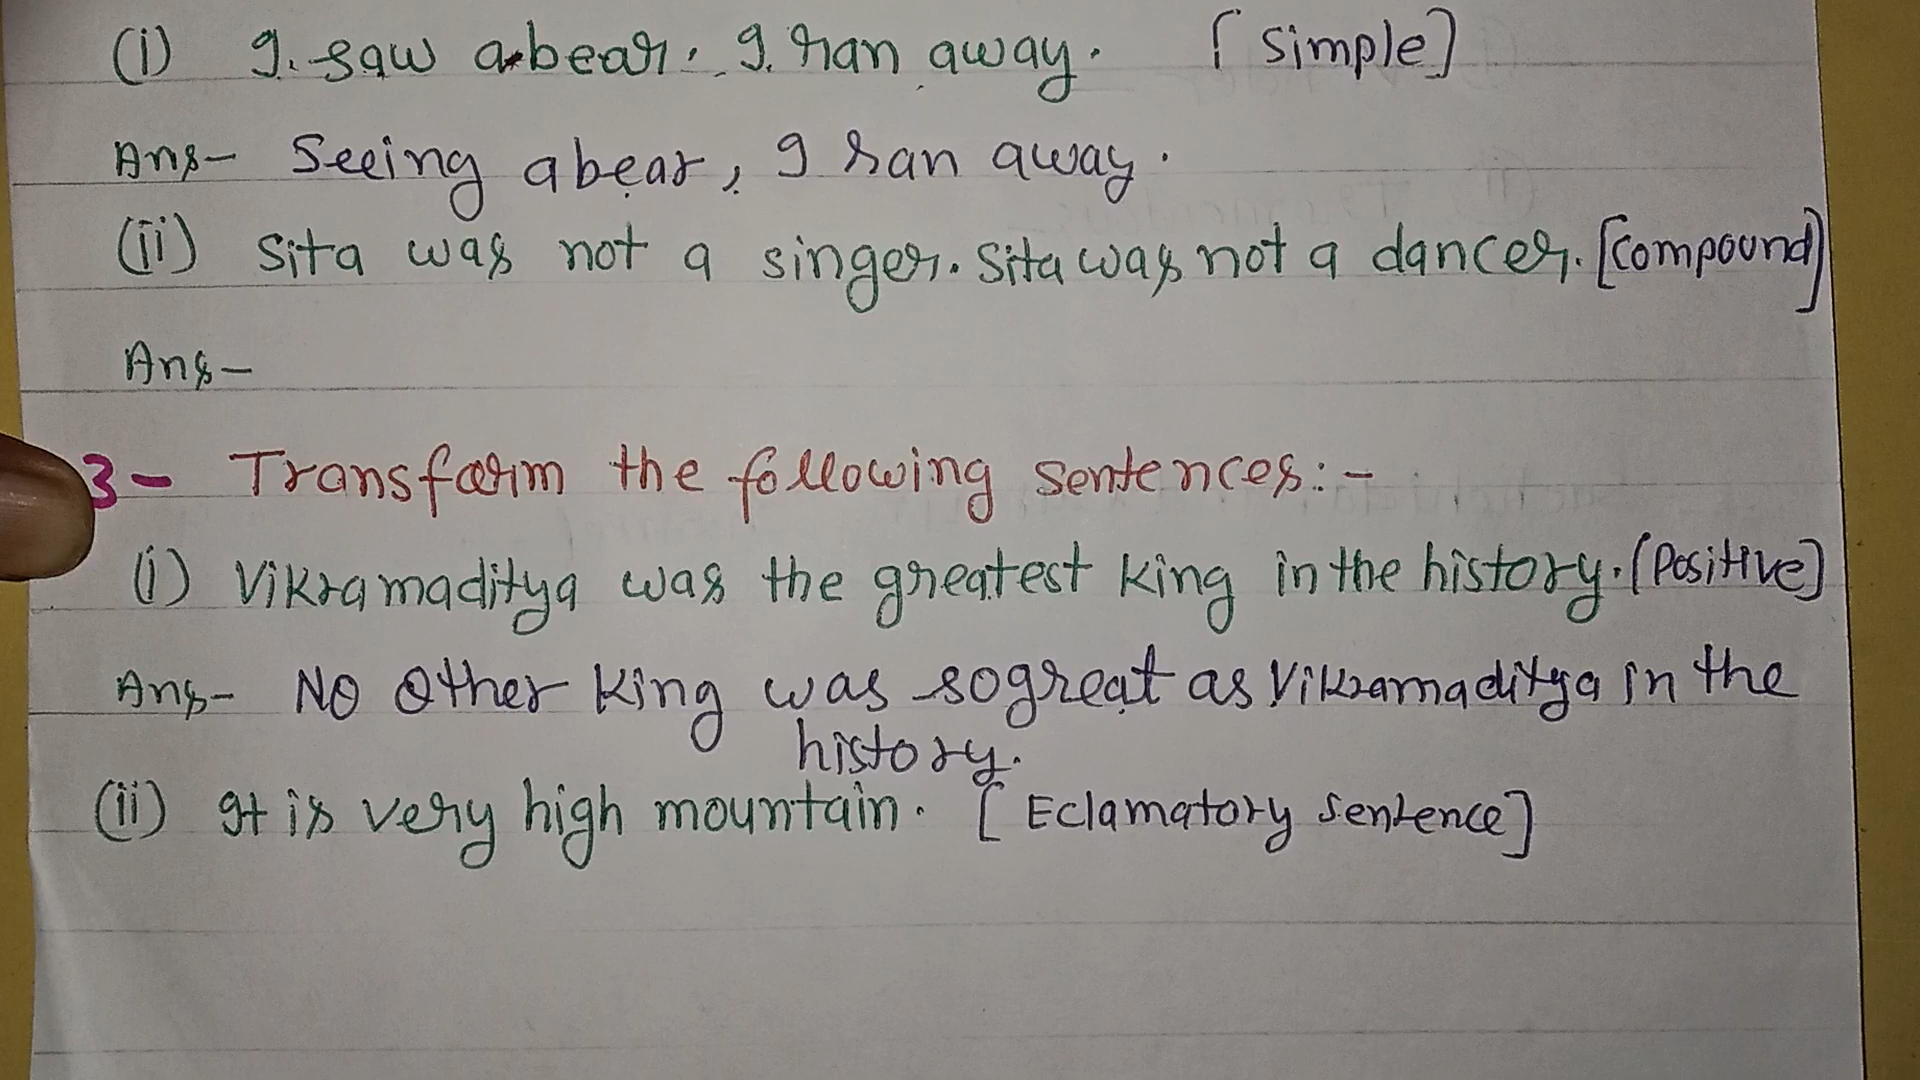 (i) I saw a bear. I ran away. [Simple]
Ans- Seeing a bear, I ran away.
(ii) Sita was not a singer. Sita was not a dancer. [Compound]
Ans-
3- Transform the following sentences:-
(i) Vikramaditya was the greatest king in the history. (Positive]
Ans- No Other King was so great as Vikramaditya in the
history.
(ii) It is very high mountain. [Eclamatory Sentence]